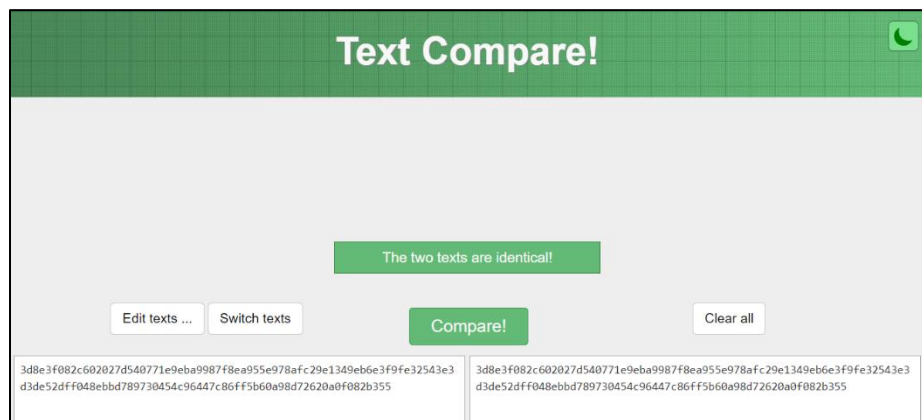 Text Compare!
The two texts are identical!
Edit texts ...
Switch texts
Compare!
Clear all
3d8e3f082c602027d540771e9eba9987f8ea955e978afc29e1349eb6e3f9fe32543e3
d3de52dff048ebbd789730454c96447c86ff5b60a98d72620a0f082b355
3d8e3f082c602027d540771e9eba9987f8ea955e978afc29e1349eb6e3f9fe32543e3
d3de52dff048ebbd789730454c96447c86ff5b60a98d72620a0f082b355